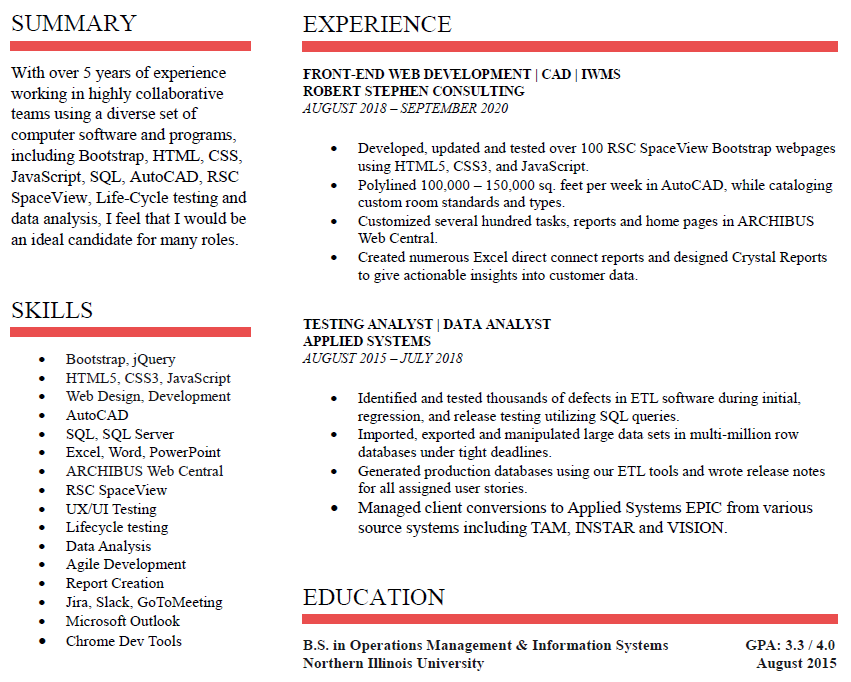 SUMMARY
With over 5 years of experience
working in highly collaborative
teams using a diverse set of
computer software and programs,
including Bootstrap, HTML, CSS,
JavaScript, SQL, AutoCAD, RSC
SpaceView, Life-Cycle testing and
data analysis, I feel that I would be
an ideal candidate for many roles.
SKILLS
• Bootstrap, jQuery
• HTML5, CSS3, JavaScript
• Web Design, Development
• AutoCAD
• SQL, SQL Server
• Excel, Word, PowerPoint
• ARCHIBUS Web Central
• RSC SpaceView
• UX/UI Testing
• Lifecycle testing
• Data Analysis
• Agile Development
• Report Creation
• Jira, Slack, GoToMeeting
• Microsoft Outlook
• Chrome Dev Tools
EXPERIENCE
FRONT-END WEB DEVELOPMENT | CAD | IWMS
ROBERT STEPHEN CONSULTING
AUGUST 2018 – SEPTEMBER 2020
• Developed, updated and tested over 100 RSC SpaceView Bootstrap webpages
using HTML5, CSS3, and JavaScript.
• Polylined 100,000 – 150,000 sq. feet per week in AutoCAD, while cataloging
custom room standards and types.
• Customized several hundred tasks, reports and home pages in ARCHIBUS
Web Central.
• Created numerous Excel direct connect reports and designed Crystal Reports
to give actionable insights into customer data.
TESTING ANALYST | DATA ANALYST
APPLIED SYSTEMS
AUGUST 2015 – JULY 2018
• Identified and tested thousands of defects in ETL software during initial,
regression, and release testing utilizing SQL queries.
• Imported, exported and manipulated large data sets in multi-million row
databases under tight deadlines.
• Generated production databases using our ETL tools and wrote release notes
for all assigned user stories.
• Managed client conversions to Applied Systems EPIC from various
source systems including TAM, INSTAR and VISION.
EDUCATION
B.S. in Operations Management & Information Systems GPA: 3.3 / 4.0
Northern Illinois University August 2015